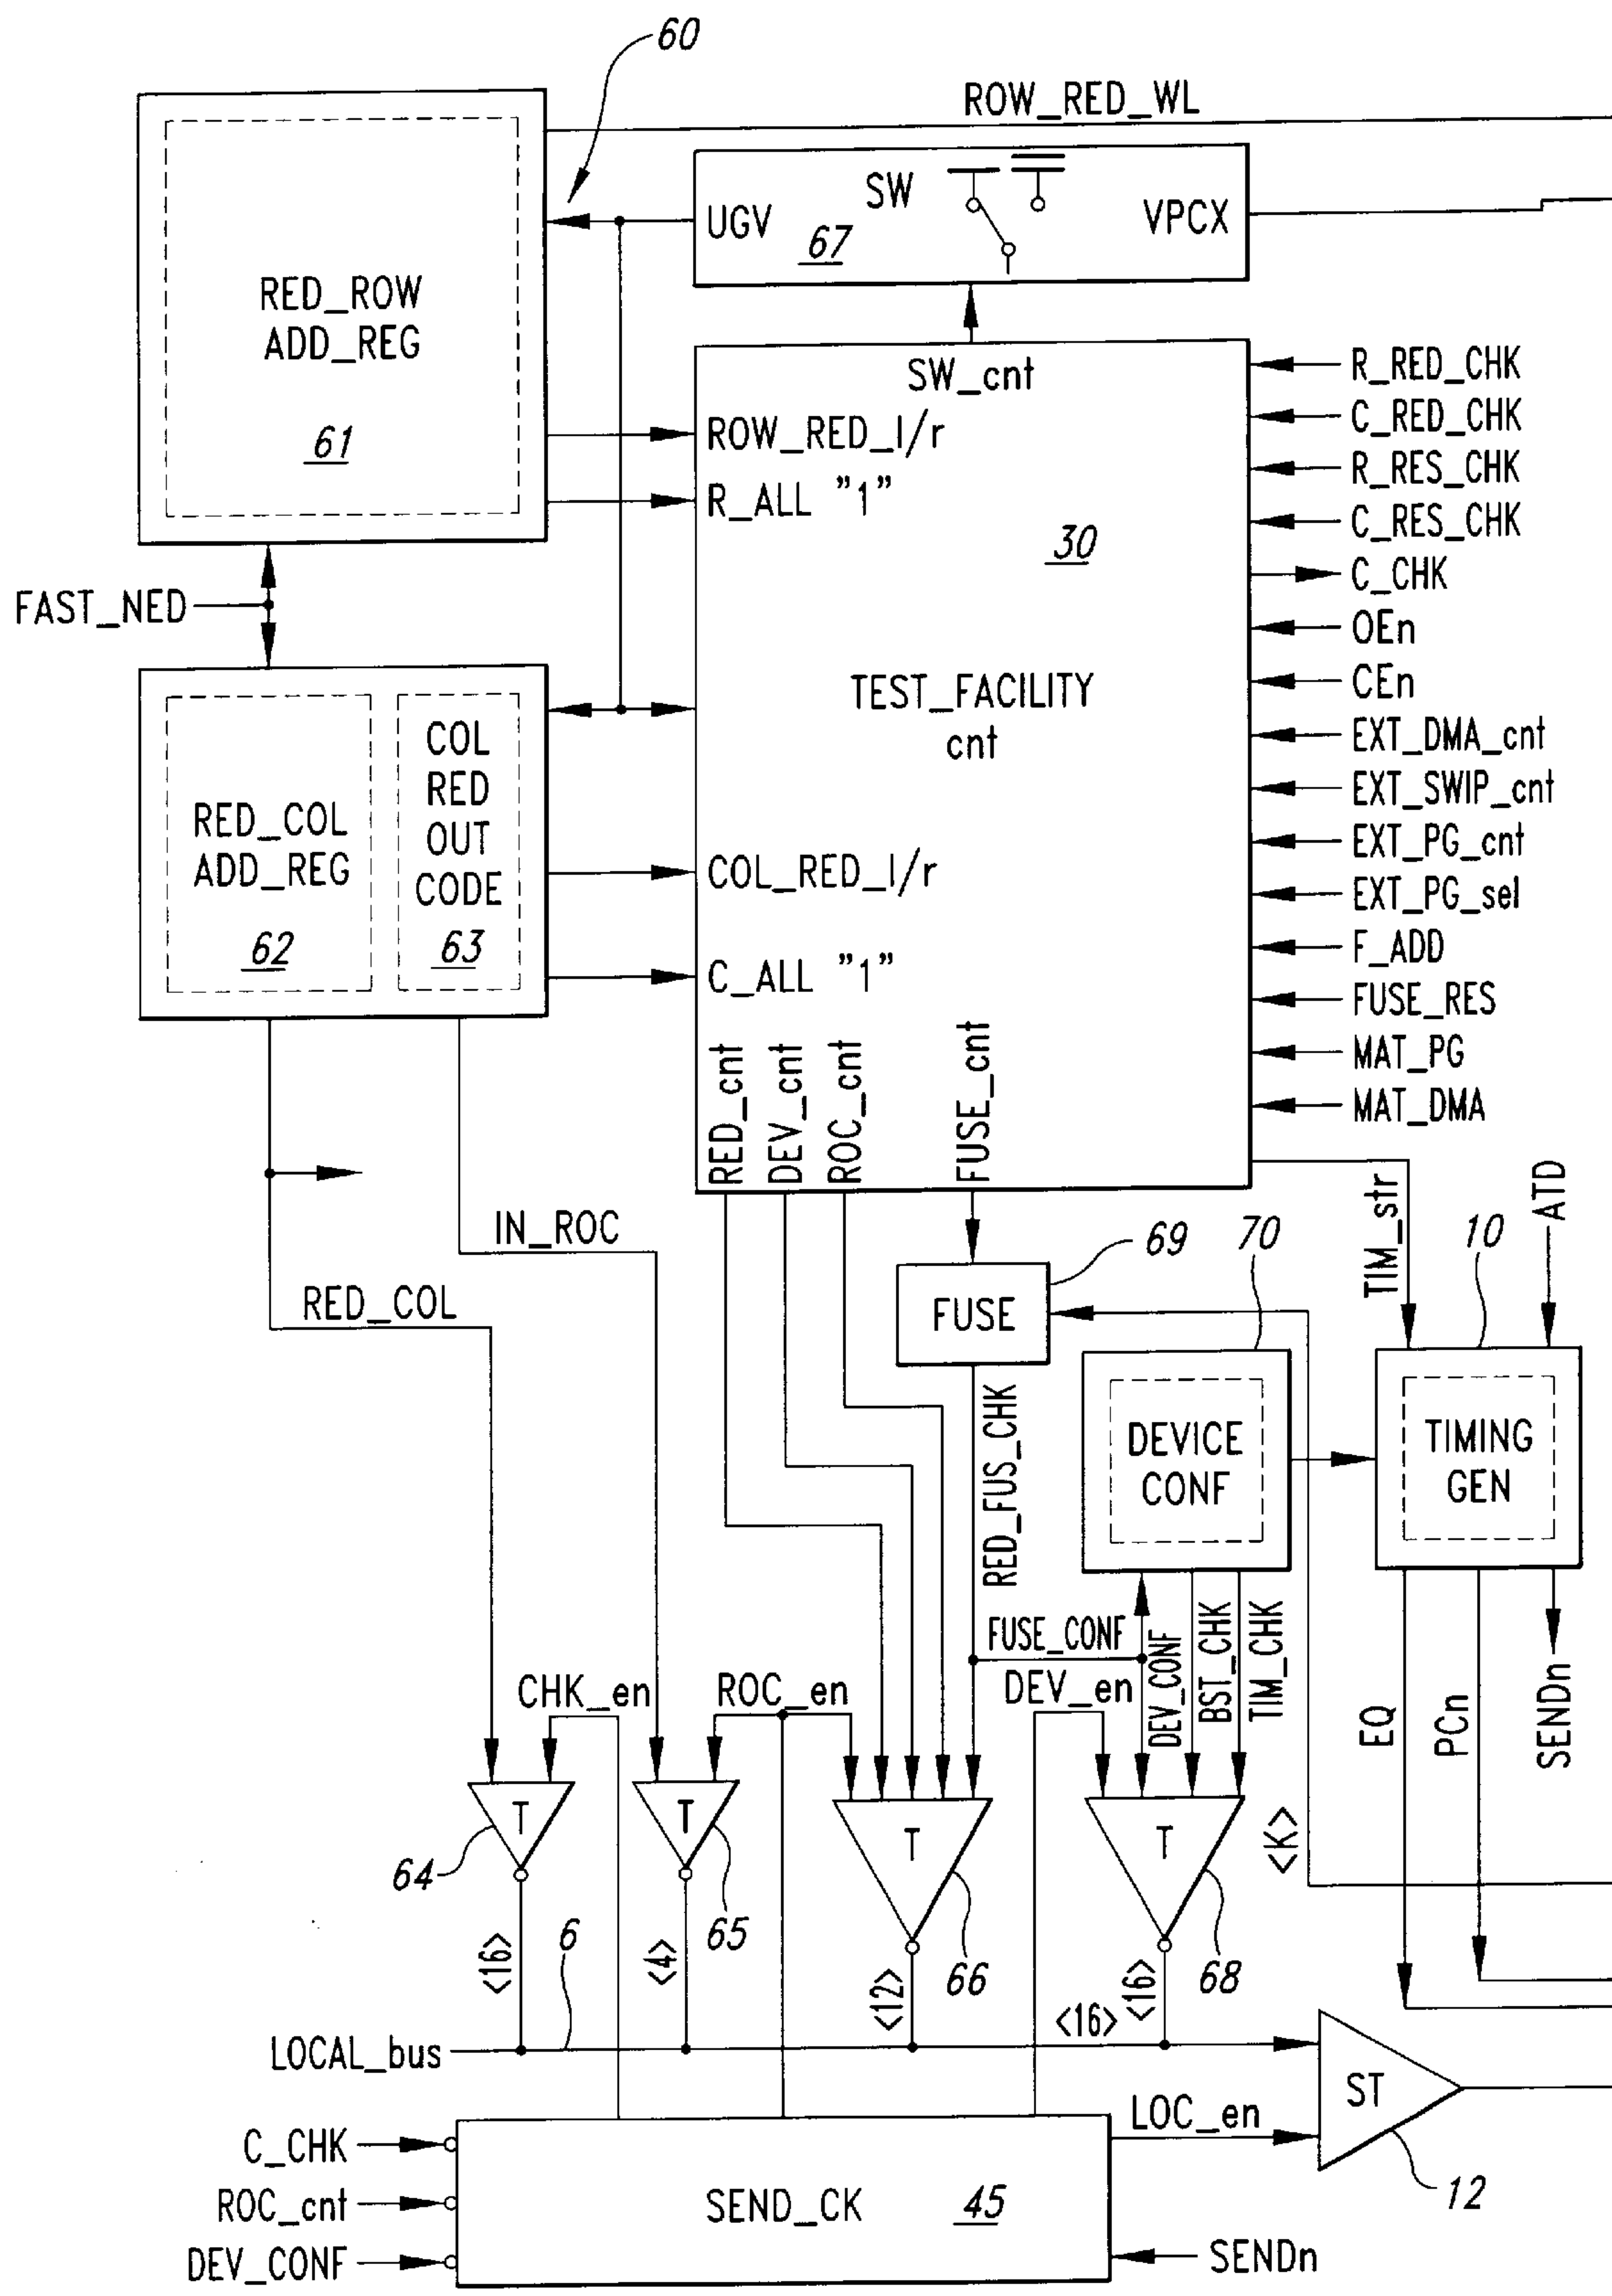 60
ROW_RED_WL
SW
UGV
67
VPCX
RED_ROW
ADD_REG
61
SW_cnt
ROW_RED_l/r
R_ALL "1"
30
R_RED_CHK
C_RED_CHK
R_RES_CHK
C_RES_CHK
C_CHK
OEn
CEn
EXT_DMA_cnt
EXT_SWIP_cnt
EXT_PG_cnt
EXT_PG_sel
F_ADD
FUSE_RES
MAT_PG
MAT_DMA
FAST_NED
TEST_FACILITY
cnt
RED_COL
ADD_REG
62
COL
RED
OUT
CODE
63
COL_RED_l/r
C_ALL "1"
RED_cnt
DEV_cnt
ROC_cnt
FUSE_cnt
IN_ROC
RED_COL
69
FUSE
70
TIM_str
10
ATD
RED_FUS_CHK
DEVICE
CONF
TIMING
GEN
FUSE_CONF
DEV_en
DEV_CONF
BST_CHK
TIM_CHK
EQ
PCn
SENDn
CHK_en
ROC_en
T
64
T
65
T
66
T
68
<K>
<16>
6
<4>
<12>
<16>
<16>
LOCAL_bus
ST
12
LOC_en
C_CHK
ROC_cnt
DEV_CONF
SEND_CK
45
SENDn